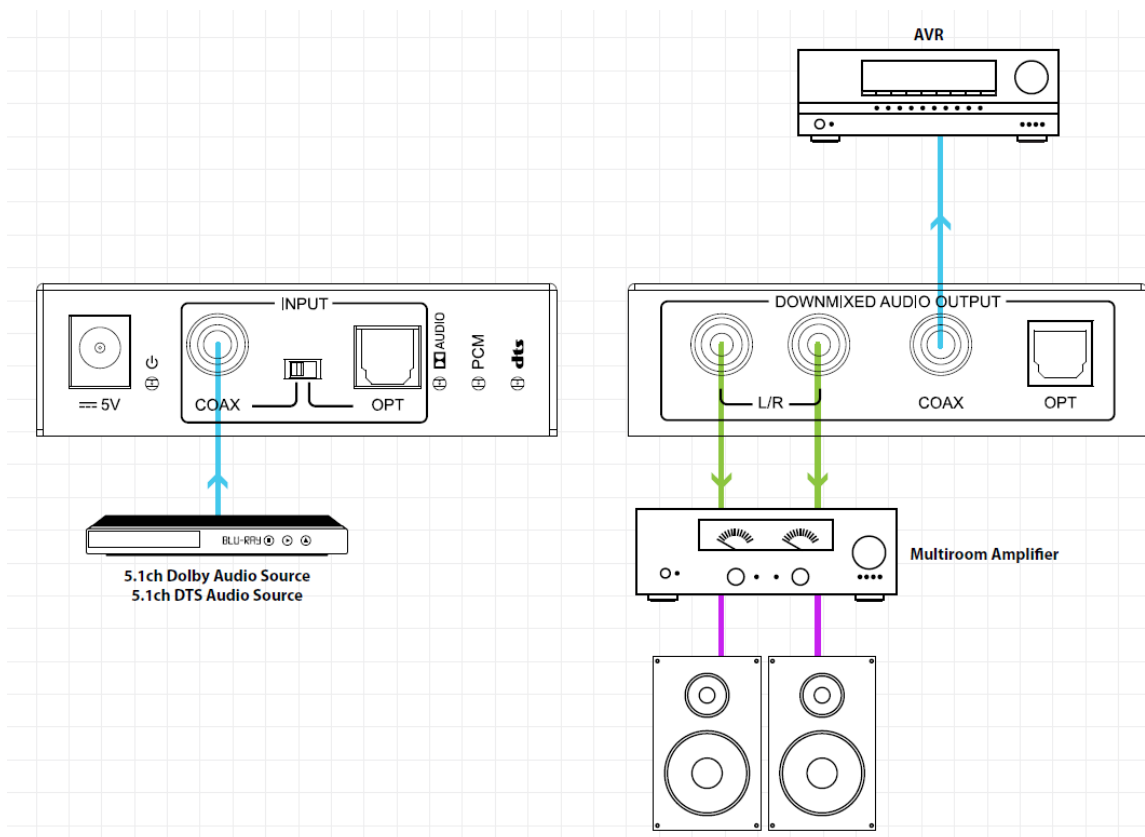 AVR
INPUT
COAX
OPT
5V
AUDIO
PCM
dts
DOWNMIXED AUDIO OUTPUT
L/R
COAX
OPT
BLU-RAY
5.1ch Dolby Audio Source
5.1ch DTS Audio Source
Multiroom Amplifier